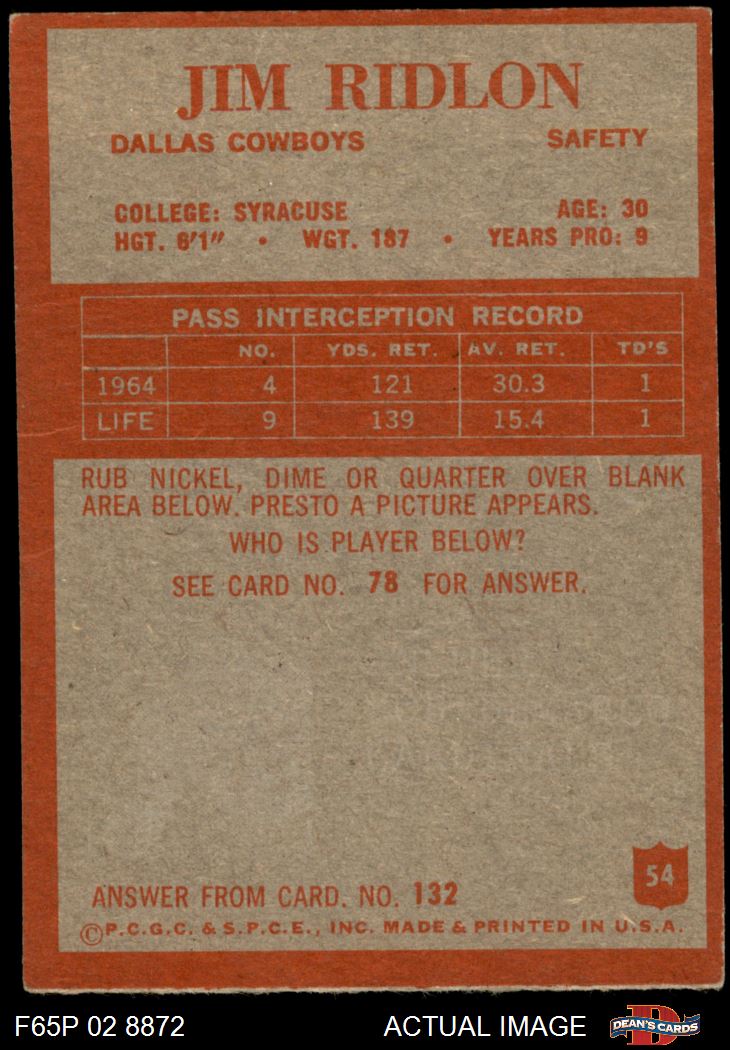 JIM RIDLON
DALLAS COWBOYS SAFETY
COLLEGE: SYRACUSE AGE: 30
HGT. 6'1" • WGT. 187 • YEARS PRO: 9
PASS INTERCEPTION RECORD
NO. YDS. RET. AV. RET. TD'S
1964 4 121 30.3 1
LIFE 9 139 15.4 1
RUB NICKEL, DIME OR QUARTER OVER BLANK
AREA BELOW. PRESTO A PICTURE APPEARS.
WHO IS PLAYER BELOW?
SEE CARD NO. 78 FOR ANSWER.
54
ANSWER FROM CARD. NO. 132
©P.C.G.C. & S.P.C.E., INC. MADE & PRINTED IN U.S.A.
F65P 02 8872 ACTUAL IMAGE D DEAN'S CARDS